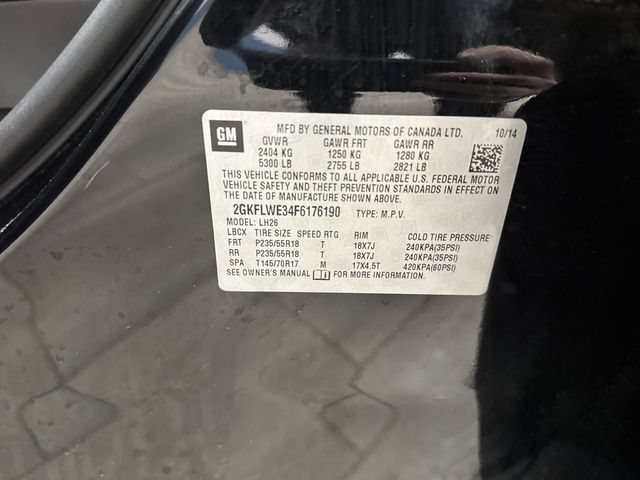 GM
MFD BY GENERAL MOTORS OF CANADA LTD. 10/14
GVWR GAWR FRT GAWR RR
2404 KG 1250 KG 1280 KG
5300 LB 2755 LB 2821 LB
THIS VEHICLE CONFORMS TO ALL APPLICABLE U.S. FEDERAL MOTOR
VEHICLE SAFETY AND THEFT PREVENTION STANDARDS IN EFFECT ON
DATE OF MANUFACTURE SHOWN ABOVE.
2GKFLWE34F6176190 TYPE: M.P.V.
MODEL: LH26
LBCX TIRE SIZE SPEED RTG RIM COLD TIRE PRESSURE
FRT P235/55R18 T 18X7J 240KPA(35PSI)
RR P235/55R18 T 18X7J 240KPA(35PSI)
SPA T145/70R17 M 17X4.5T 420KPA(60PSI)
SEE OWNER'S MANUAL FOR MORE INFORMATION.